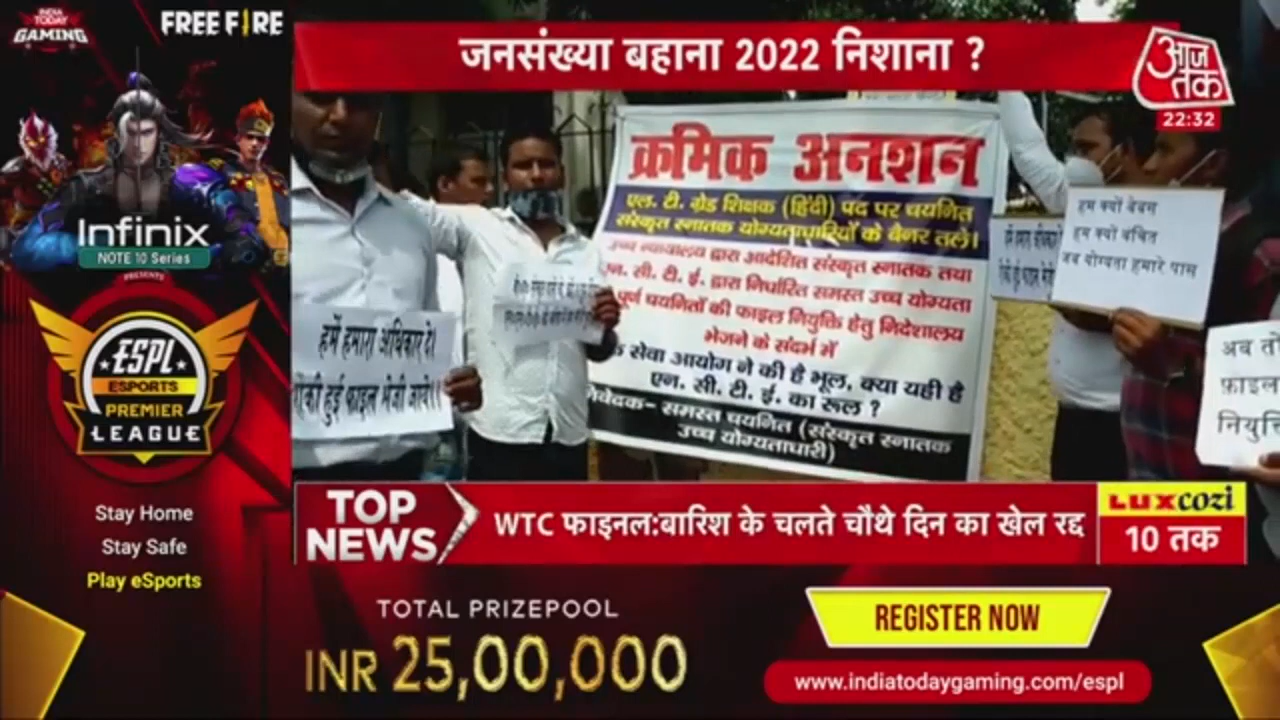 INDIA TODAY
GAMING
FREE FIRE
जनसंख्या बहाना 2022 निशाना ?
आज तक
22:32
Infinix
NOTE 10 Series
PRESENTS
ESPL
ESPORTS
PREMIER
LEAGUE
Stay Home
Stay Safe
Play eSports
क्रमिक अनशन
एल. टी. ग्रेड शिक्षक (हिंदी) पद पर चयनित
संस्कृत स्नातक योग्यताधारियों के बैनर तले।
उच्च न्यायालय द्वारा आदेशित संस्कृत स्नातक तथा
एन. सी. टी. ई. द्वारा निर्धारित समस्त उच्च योग्यता
पूर्ण चयनितों की फाइल नियुक्ति हेतु निदेशालय
भेजने के संदर्भ में
सेवा आयोग ने की है भूल, क्या यही है
एन. सी. टी. ई. का रूल ?
निवेदक- समस्त चयनित (संस्कृत स्नातक
उच्च योग्यताधारी)
हमें हमारा अधिकार दो
हुई फाइल भेजी जावे।
हम क्यों बेबस
हम क्यों वंचित
जब योग्यता हमारे पास
अब तो
फ़ाइल
TOP
NEWS
WTC फाइनल:बारिश के चलते चौथे दिन का खेल रद्द
LUX cozi
10 तक
TOTAL PRIZEPOOL
INR 25,00,000
REGISTER NOW
www.indiatodaygaming.com/espl